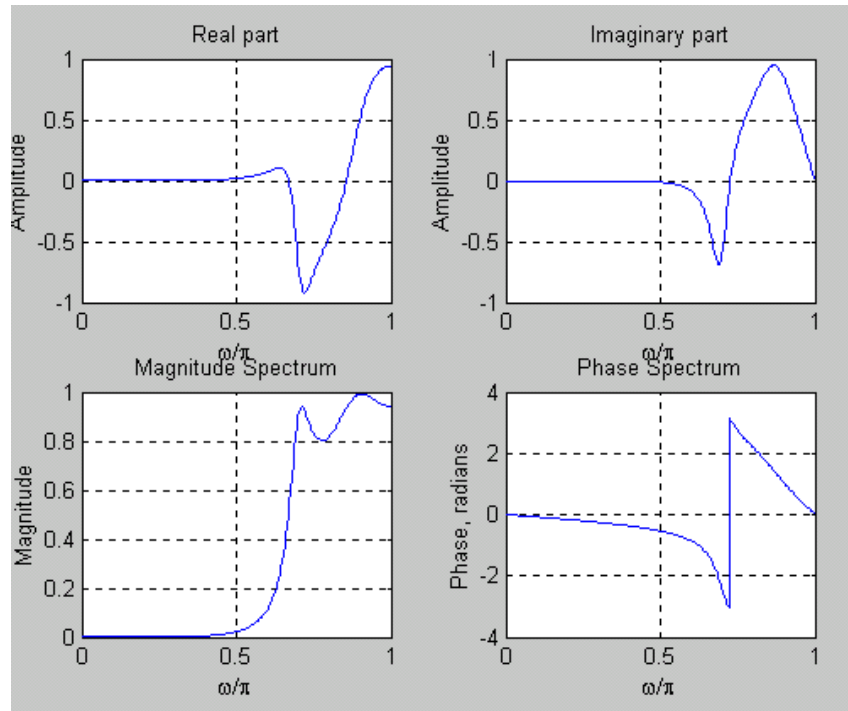 Real part
Amplitude
1
0.5
0
-0.5
-1
0
0.5
1
ω/π
Imaginary part
Amplitude
1
0.5
0
-0.5
-1
0
0.5
1
ω/π
Magnitude Spectrum
Magnitude
1
0.8
0.6
0.4
0.2
0
0
0.5
1
ω/π
Phase Spectrum
Phase, radians
4
2
0
-2
-4
0
0.5
1
ω/π